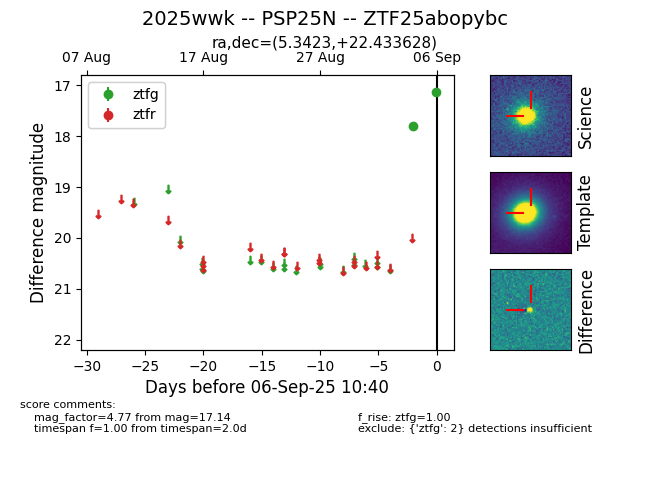 2025wwk -- PSP25N -- ZTF25abopybc
ra,dec=(5.3423,+22.433628)
07 Aug 17 Aug 27 Aug 06 Sep
ztfg
ztfr
17
18
19
20
21
22
Difference magnitude
−30 −25 −20 −15 −10 −5 0
Days before 06-Sep-25 10:40
Science
Template
Difference
score comments:
mag_factor=4.77 from mag=17.14
timespan f=1.00 from timespan=2.0d
f_rise: ztfg=1.00
exclude: {'ztfg': 2} detections insufficient